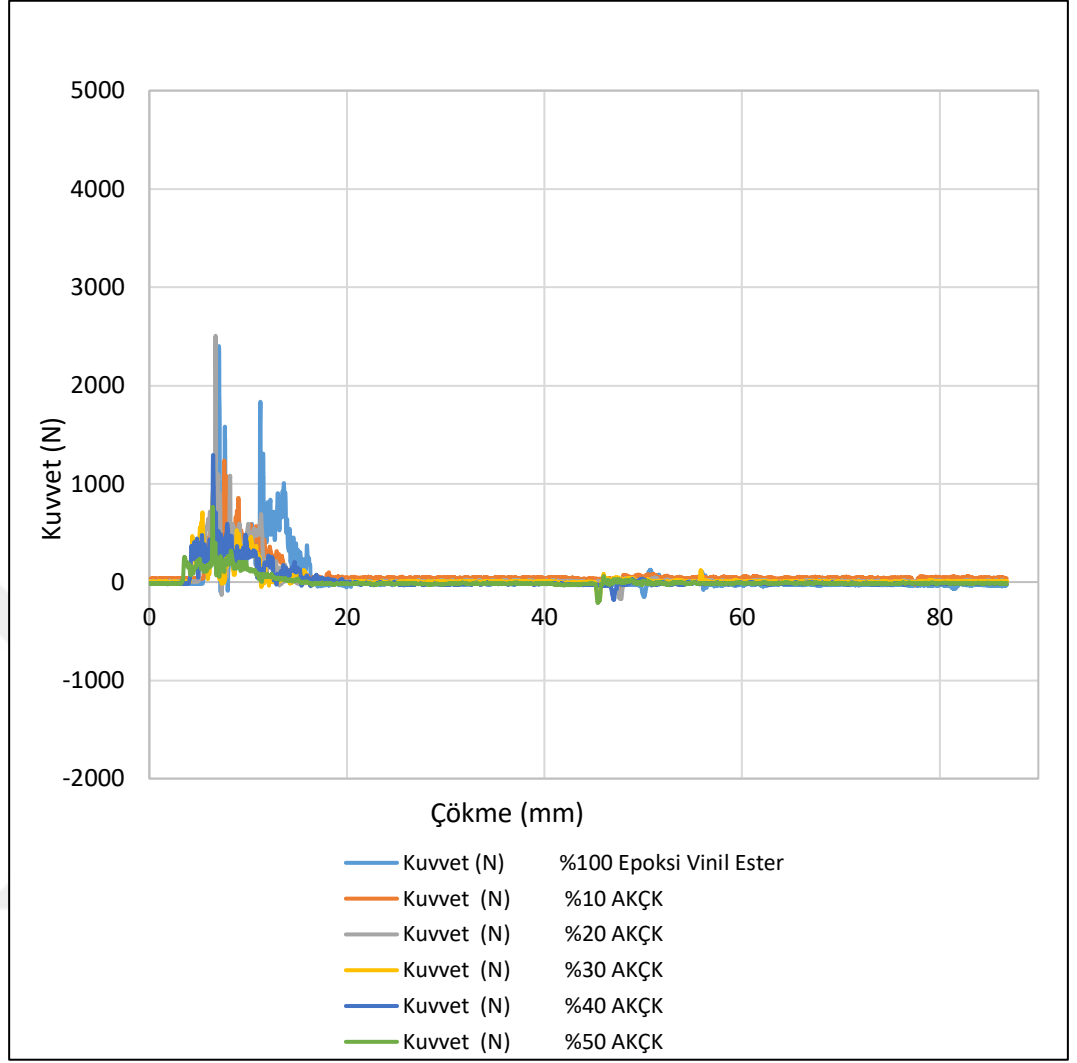 5000
4000
3000
2000
1000
0
-1000
-2000
Kuvvet (N)
0 20 40 60 80
Çökme (mm)
Kuvvet (N) %100 Epoksi Vinil Ester
Kuvvet (N) %10 AKÇK
Kuvvet (N) %20 AKÇK
Kuvvet (N) %30 AKÇK
Kuvvet (N) %40 AKÇK
Kuvvet (N) %50 AKÇK